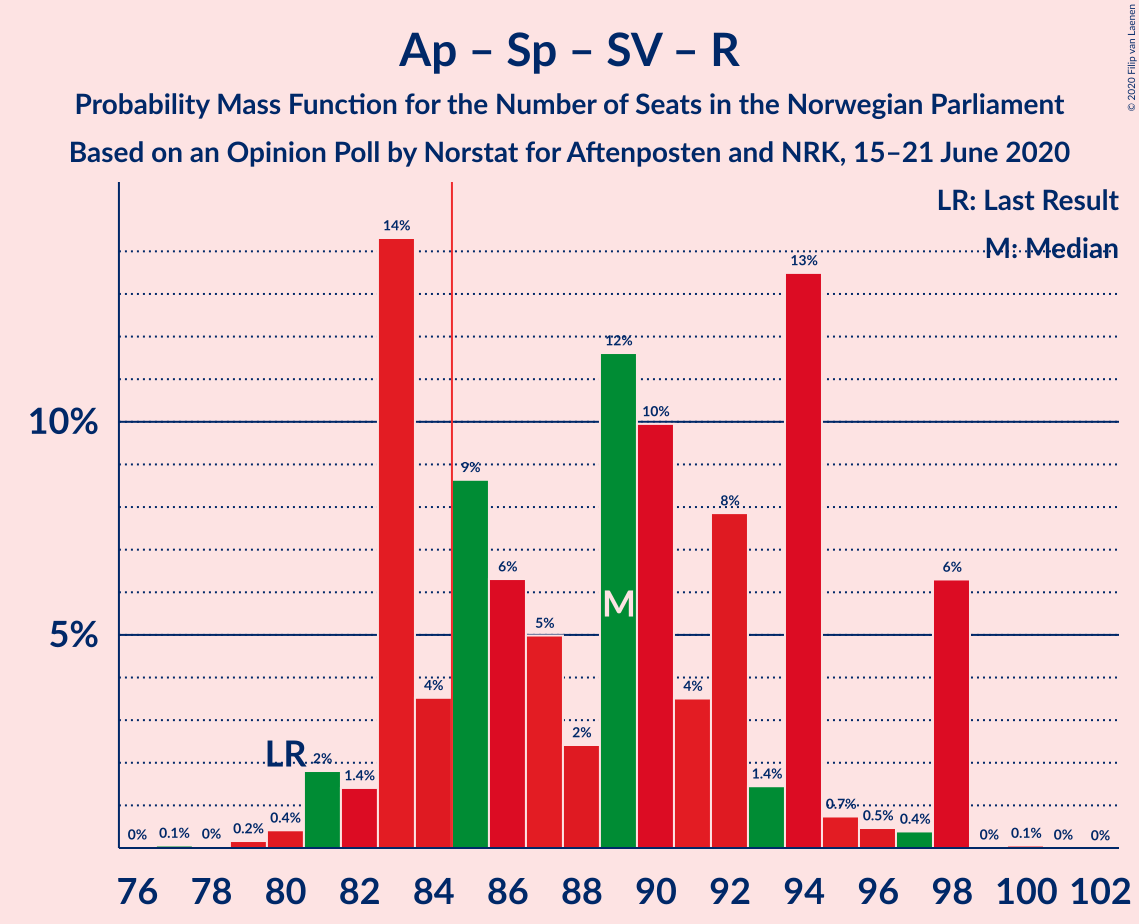 Ap – Sp – SV – R
Probability Mass Function for the Number of Seats in the Norwegian Parliament
Based on an Opinion Poll by Norstat for Aftenposten and NRK, 15–21 June 2020
© 2020 Filip van Laenen
LR: Last Result
M: Median
10%
5%
0% 0.1% 0% 0.2% 0.4% 2% 1.4% 14% 4% 9% 6% 5% 2% 12% 10% 4% 8% 1.4% 13% 0.7% 0.5% 0.4% 6% 0% 0.1% 0% 0%
LR
M
76 78 80 82 84 86 88 90 92 94 96 98 100 102